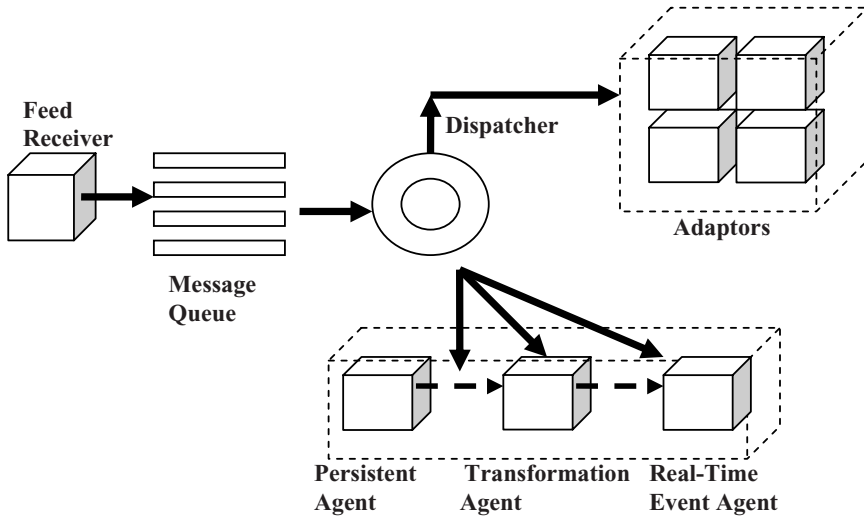 Feed
Receiver
Dispatcher
Adaptors
Message
Queue
Persistent
Agent
Transformation
Agent
Real-Time
Event Agent